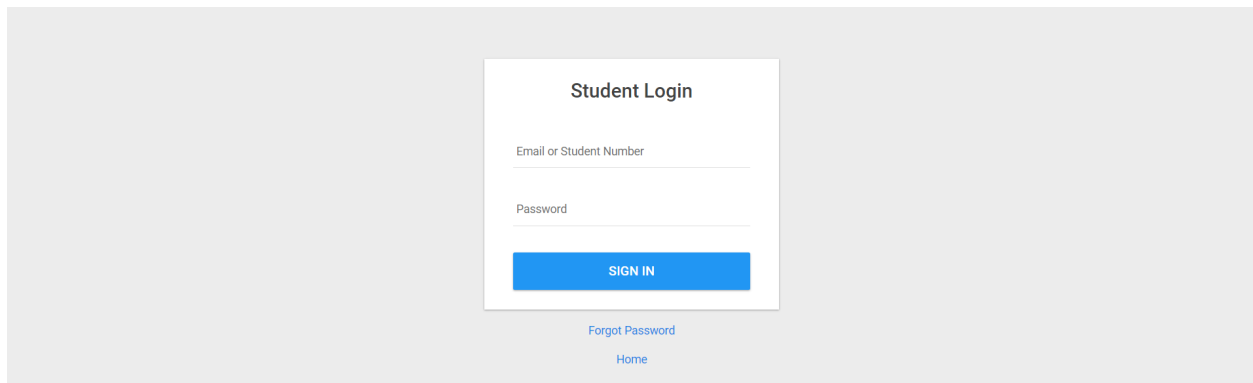 Student Login
Email or Student Number
Password
SIGN IN
Forgot Password
Home